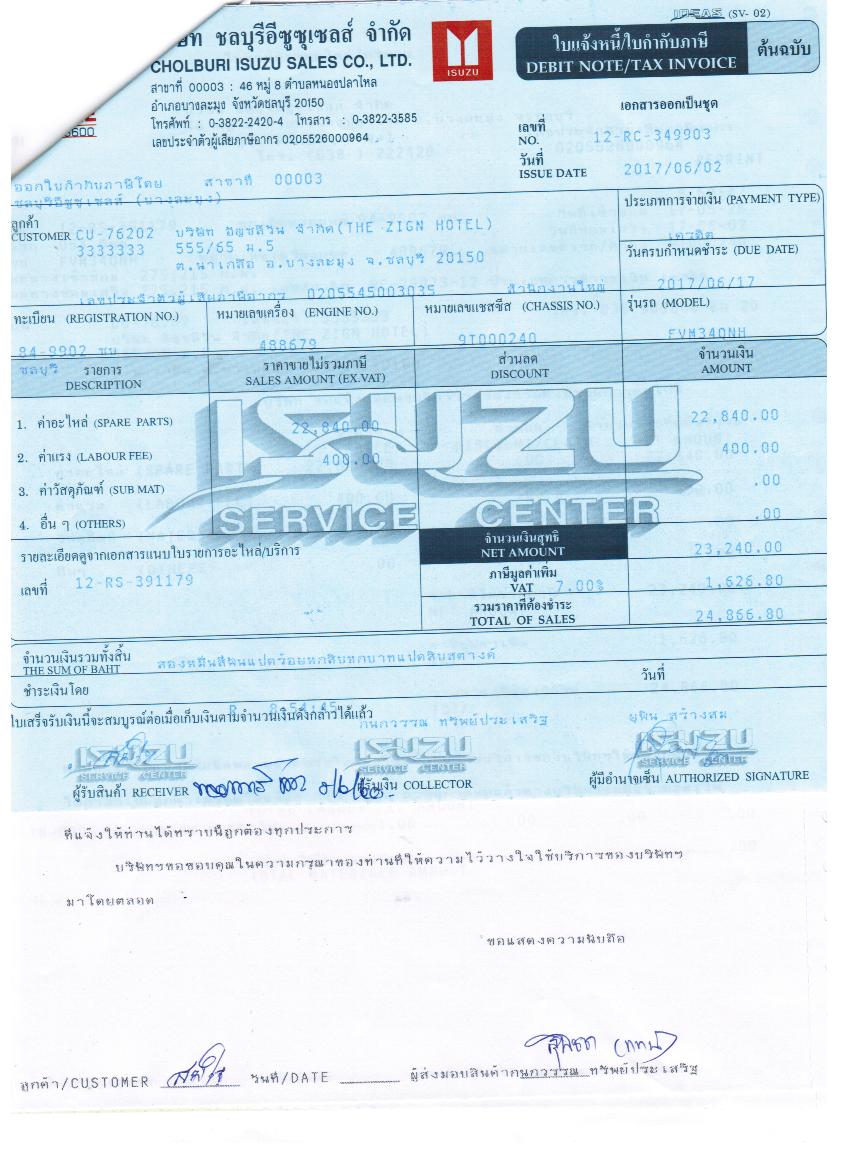 IDEAS (SV- 02)
ชลบุรีอีซูซุเซลส์ จำกัด
CHOLBURI ISUZU SALES CO., LTD.
สาขาที่ 00003 : 46 หมู่ 8 ตำบลหนองปลาไหล
อำเภอบางละมุง จังหวัดชลบุรี 20150
โทรศัพท์ : 0-3822-2420-4 โทรสาร : 0-3822-3585
เลขประจำตัวผู้เสียภาษีอากร 0205526000964
ISUZU
ใบแจ้งหนี้/ใบกำกับภาษี
DEBIT NOTE/TAX INVOICE
ต้นฉบับ
เอกสารออกเป็นชุด
เลขที่
NO. 12-RC-349903
วันที่
ISSUE DATE 2017/06/02
ออกใบกำกับภาษีโดย สาขาที่ 00003
ชลบุรีอีซูซุเซลส์ (บางละมุง)
ลูกค้า
CUSTOMER CU-76202 บริษัท อัญชลีวิน จำกัด(THE ZIGN HOTEL)
3333333 555/65 ม.5
ต.นาเกลือ อ.บางละมุง จ.ชลบุรี 20150
เลขประจำตัวผู้เสียภาษีอากร 0205545003035 สำนักงานใหญ่
ประเภทการจ่ายเงิน (PAYMENT TYPE)
เครดิต
วันครบกำหนดชำระ (DUE DATE)
2017/06/17
ทะเบียน (REGISTRATION NO.) หมายเลขเครื่อง (ENGINE NO.) หมายเลขแชสซีส (CHASSIS NO.) รุ่นรถ (MODEL)
84-9902 ชบ 488679 9T000240 FVM34QNH
ชลบุรี
รายการ ราคาขายไม่รวมภาษี ส่วนลด จำนวนเงิน
DESCRIPTION SALES AMOUNT (EX.VAT) DISCOUNT AMOUNT
1. ค่าอะไหล่ (SPARE PARTS) 22,840.00 22,840.00
2. ค่าแรง (LABOUR FEE) 400.00 400.00
3. ค่าวัสดุภัณฑ์ (SUB MAT) .00
4. อื่น ๆ (OTHERS) .00
ISUZU
SERVICE CENTER
รายละเอียดดูจากเอกสารแนบใบรายการอะไหล่/บริการ
เลขที่ 12-RS-391179
จำนวนเงินสุทธิ
NET AMOUNT 23,240.00
ภาษีมูลค่าเพิ่ม
VAT 7.00% 1,626.80
รวมราคาที่ต้องชำระ
TOTAL OF SALES 24,866.80
จำนวนเงินรวมทั้งสิ้น
THE SUM OF BAHT สองหมื่นสี่พันแปดร้อยหกสิบหกบาทแปดสิบสตางค์
ชำระเงินโดย วันที่
ใบเสร็จรับเงินนี้จะสมบูรณ์ต่อเมื่อเก็บเงินตามจำนวนเงินดังกล่าวได้แล้ว
กนกวรรณ ทรัพย์ประเสริฐ ยุพิน สร้างสม
ISUZU ISUZU ISUZU
SERVICE CENTER SERVICE CENTER SERVICE CENTER
ผู้รับสินค้า RECEIVER ผู้รับเงิน COLLECTOR ผู้มีอำนาจเซ็น AUTHORIZED SIGNATURE
ที่แจ้งให้ท่านได้ทราบนี้ถูกต้องทุกประการ
บริษัทฯขอขอบคุณในความกรุณาของท่านที่ให้ความไว้วางใจใช้บริการของบริษัทฯ
มาโดยตลอด
ขอแสดงความนับถือ
ลูกค้า/CUSTOMER วันที่/DATE ผู้ส่งมอบสินค้ากนกวรรณ ทรัพย์ประเสริฐ